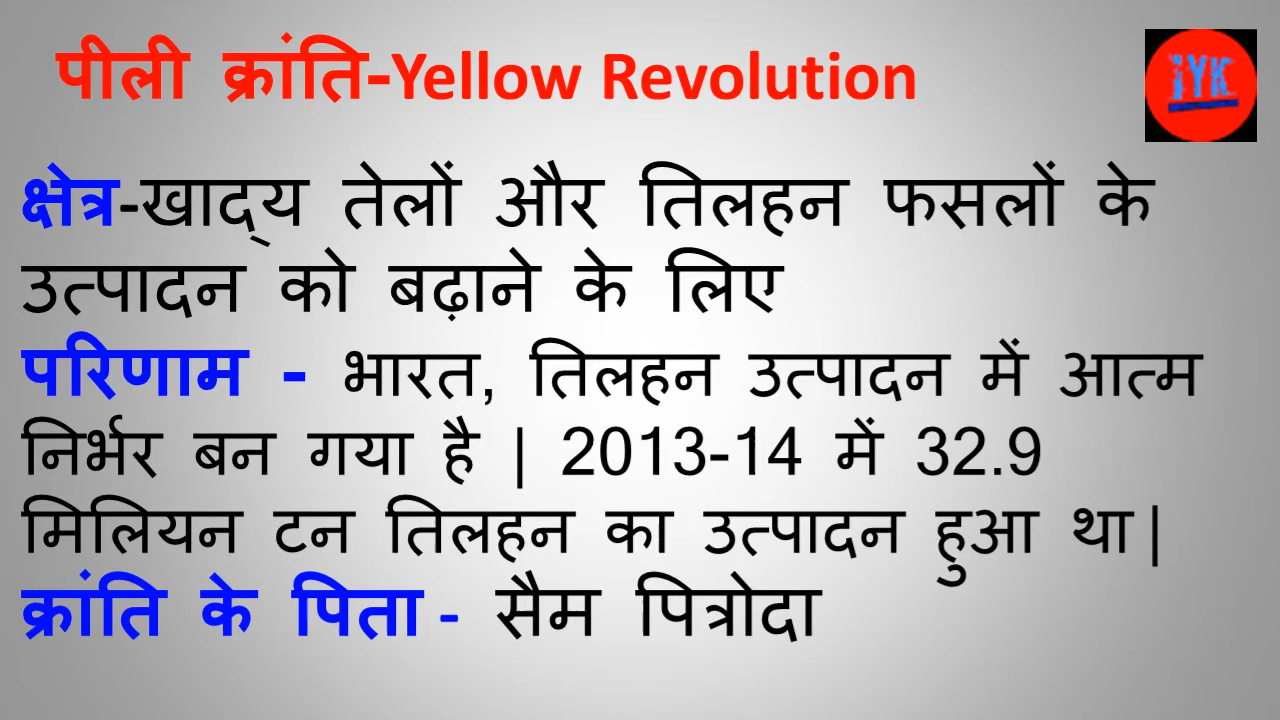 पीली क्रांति-Yellow Revolution
iYK
क्षेत्र-खाद्य तेलों और तिलहन फसलों के
उत्पादन को बढ़ाने के लिए
परिणाम - भारत, तिलहन उत्पादन में आत्म
निर्भर बन गया है | 2013-14 में 32.9
मिलियन टन तिलहन का उत्पादन हुआ था|
क्रांति के पिता - सैम पित्रोदा